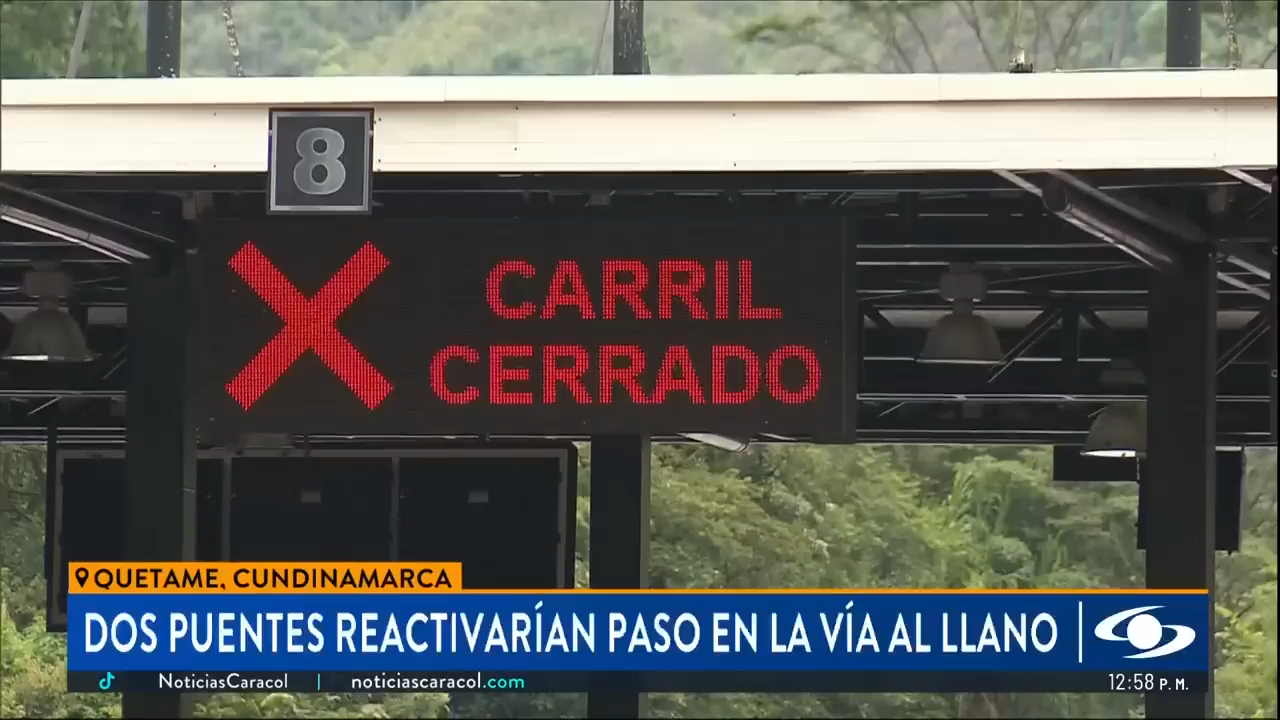 8
CARRIL
CERRADO
QUETAME, CUNDINAMARCA
DOS PUENTES REACTIVARÍAN PASO EN LA VÍA AL LLANO
NoticiasCaracol | noticiascaracol.com
12:58 P. M.